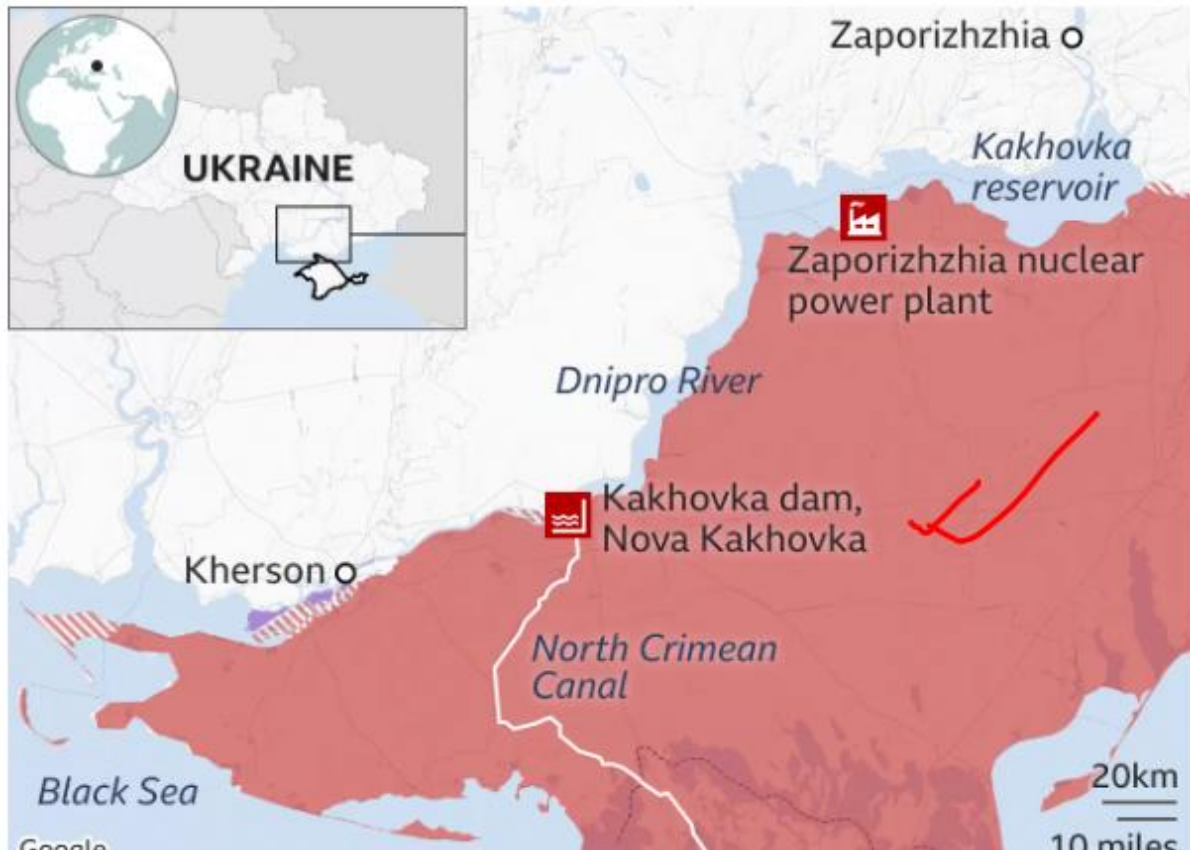 UKRAINE
Zaporizhzhia
Kakhovka
reservoir
Zaporizhzhia nuclear
power plant
Dnipro River
Kakhovka dam,
Nova Kakhovka
Kherson
North Crimean
Canal
Black Sea
20km
10 miles
Google